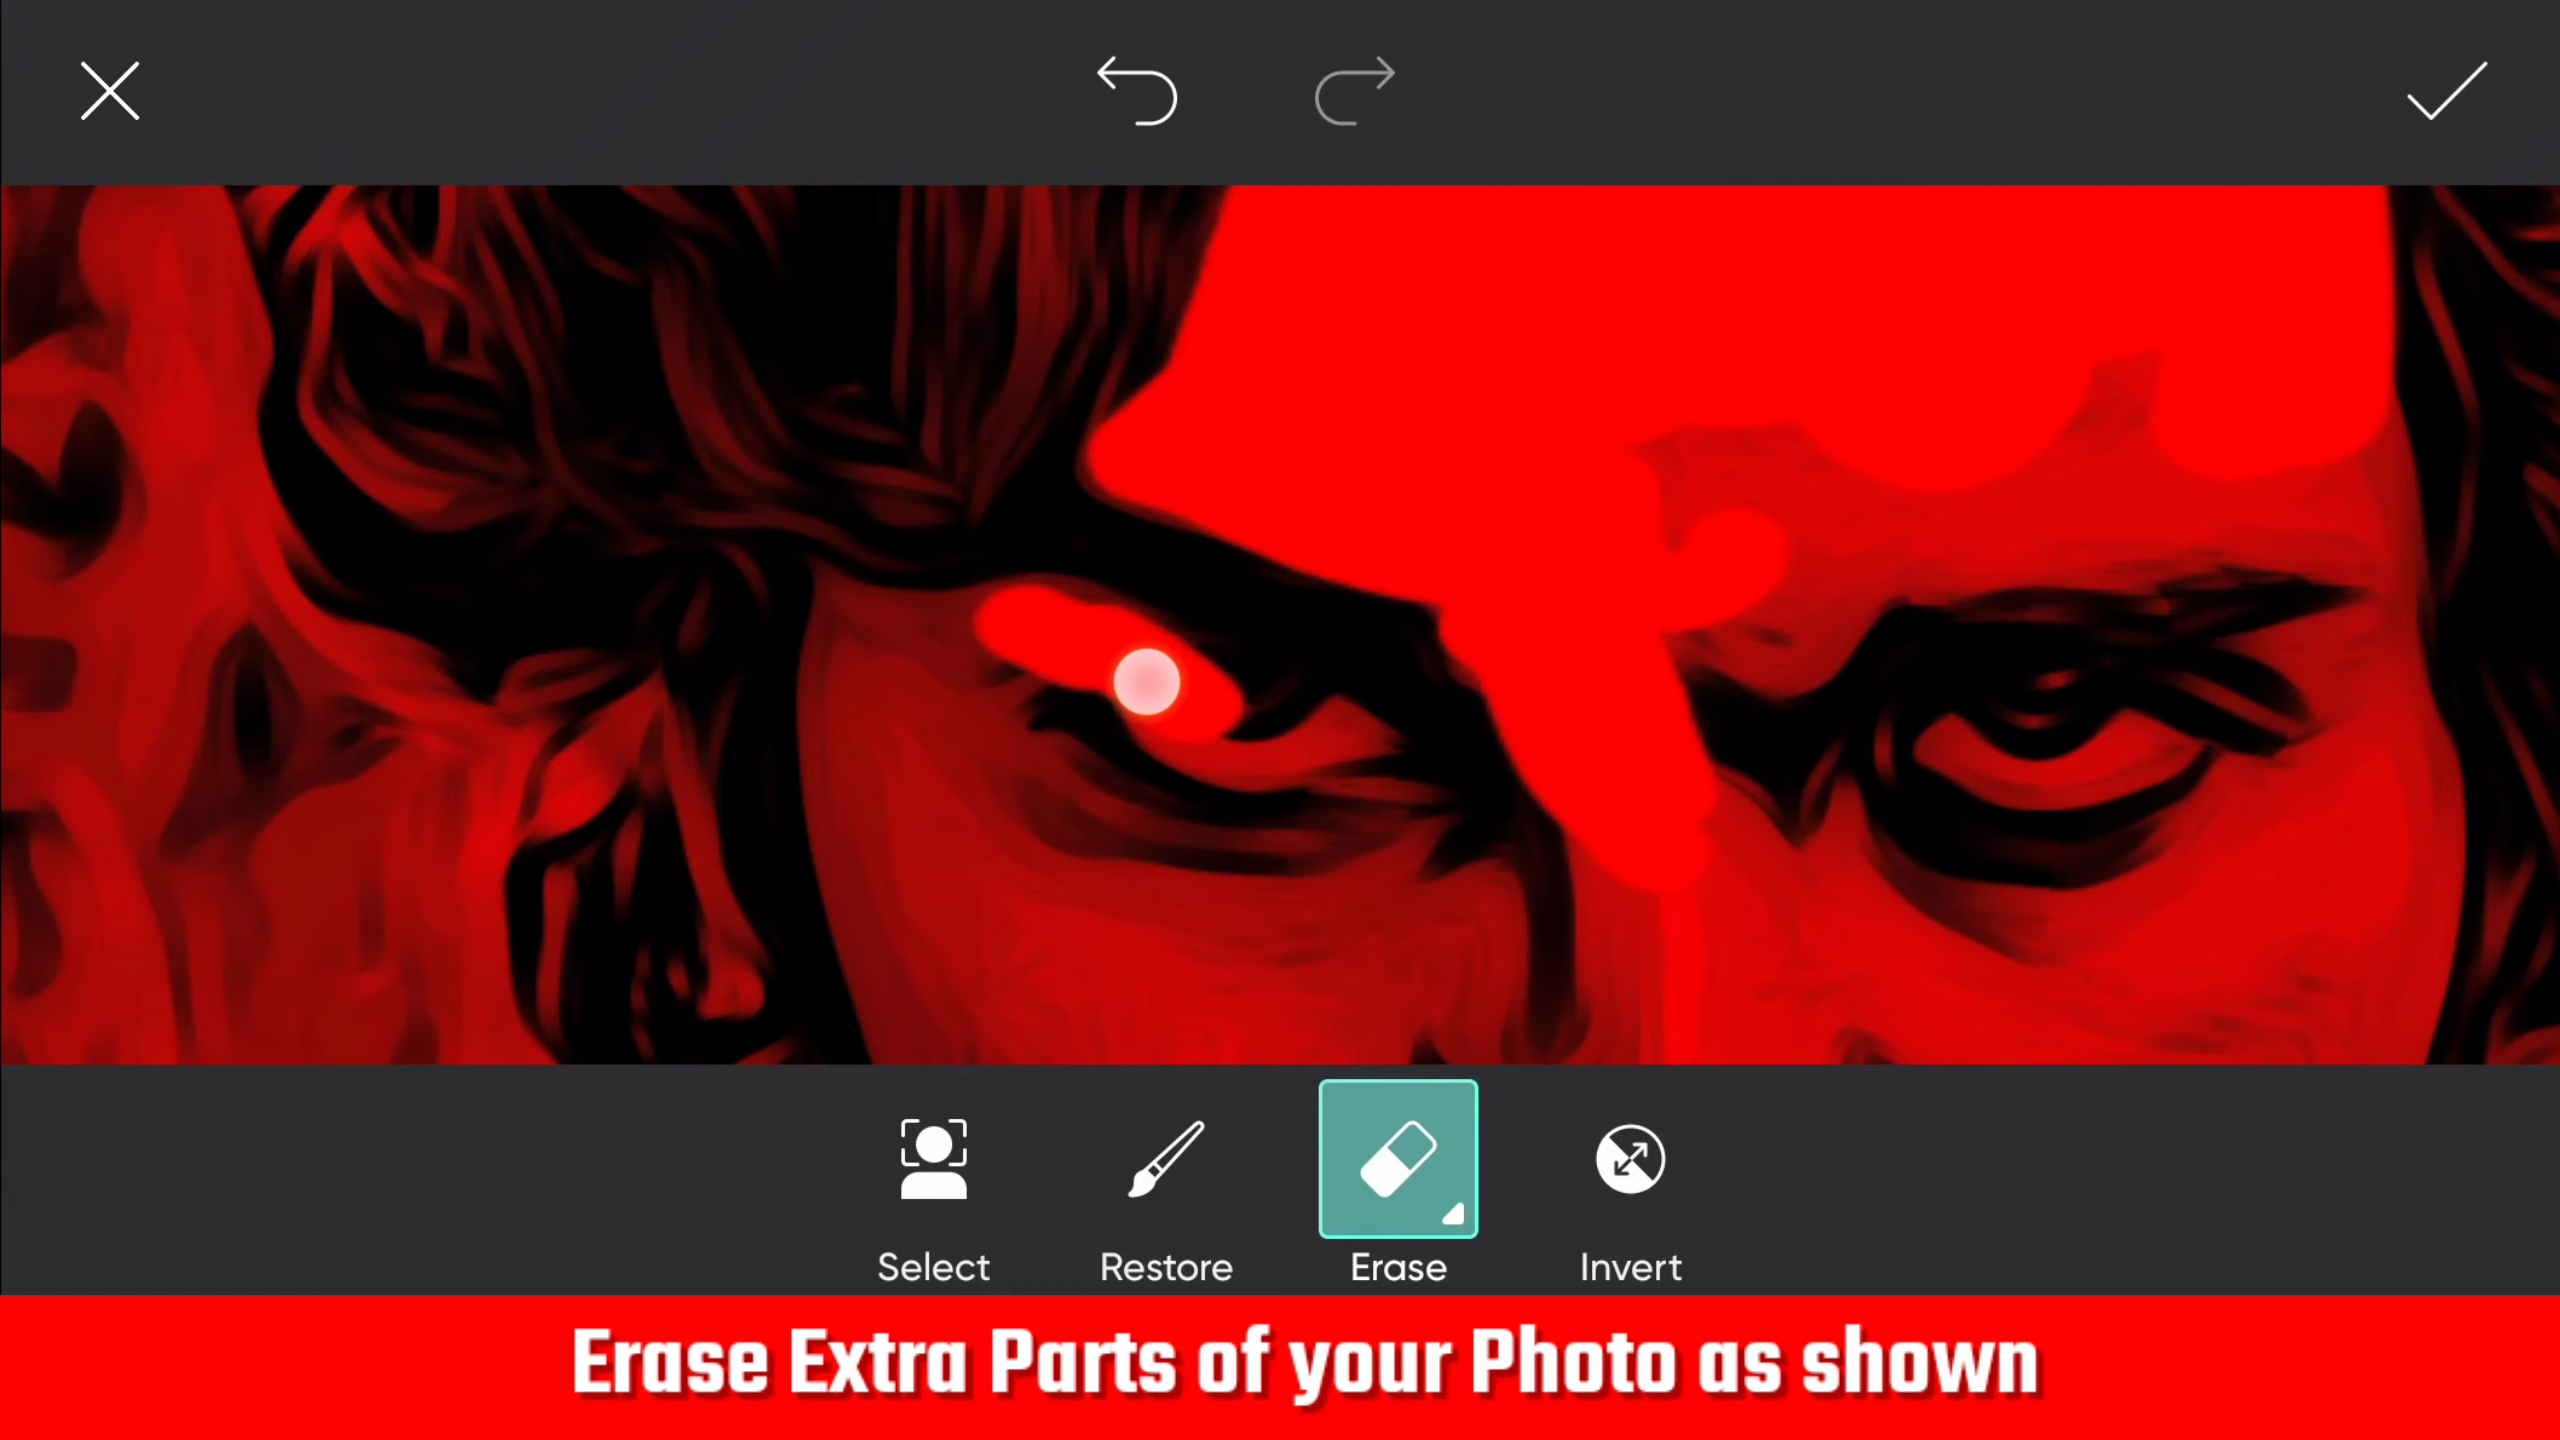 Select
Restore
Erase
Invert
Erase Extra Parts of your Photo as shown